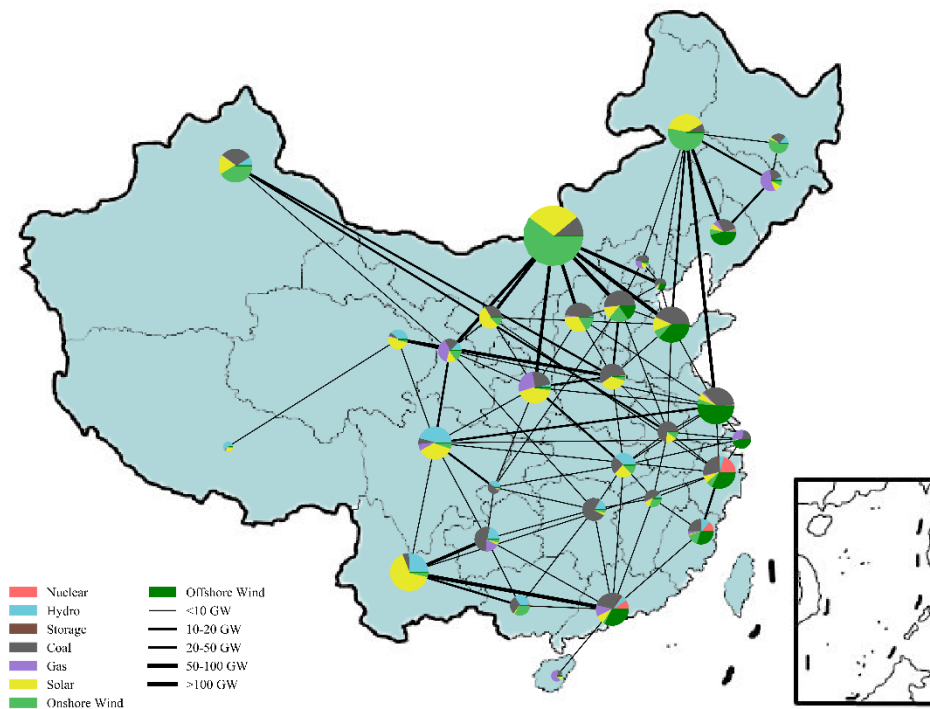 Nuclear
Hydro
Storage
Coal
Gas
Solar
Onshore Wind
Offshore Wind
<10 GW
10-20 GW
20-50 GW
50-100 GW
>100 GW